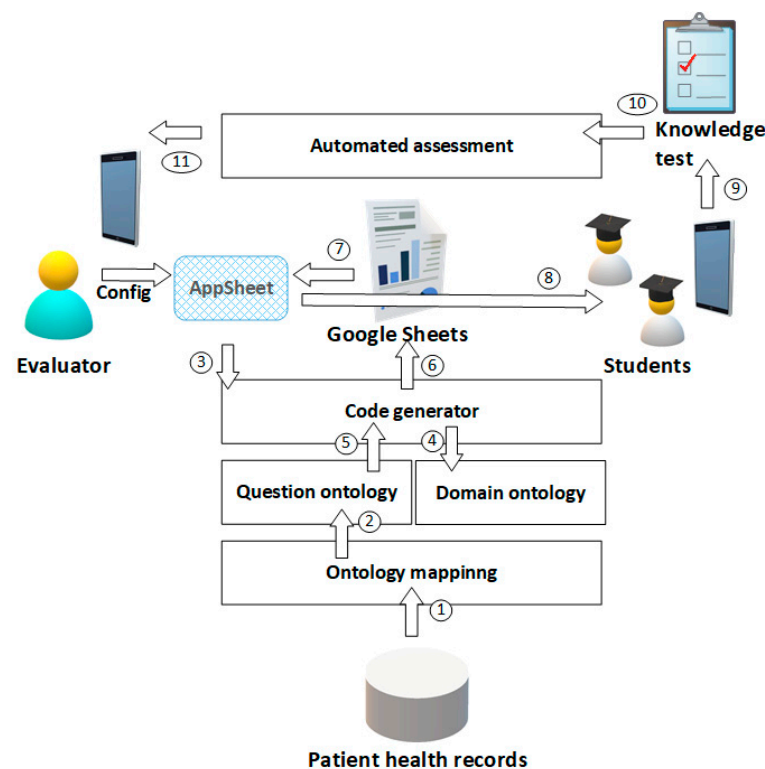 10
Knowledge
test
Automated assessment
11
9
7
8
Config
AppSheet
Google Sheets
Evaluator
Students
3
6
Code generator
5
4
Question ontology
Domain ontology
2
Ontology mappinng
1
Patient health records